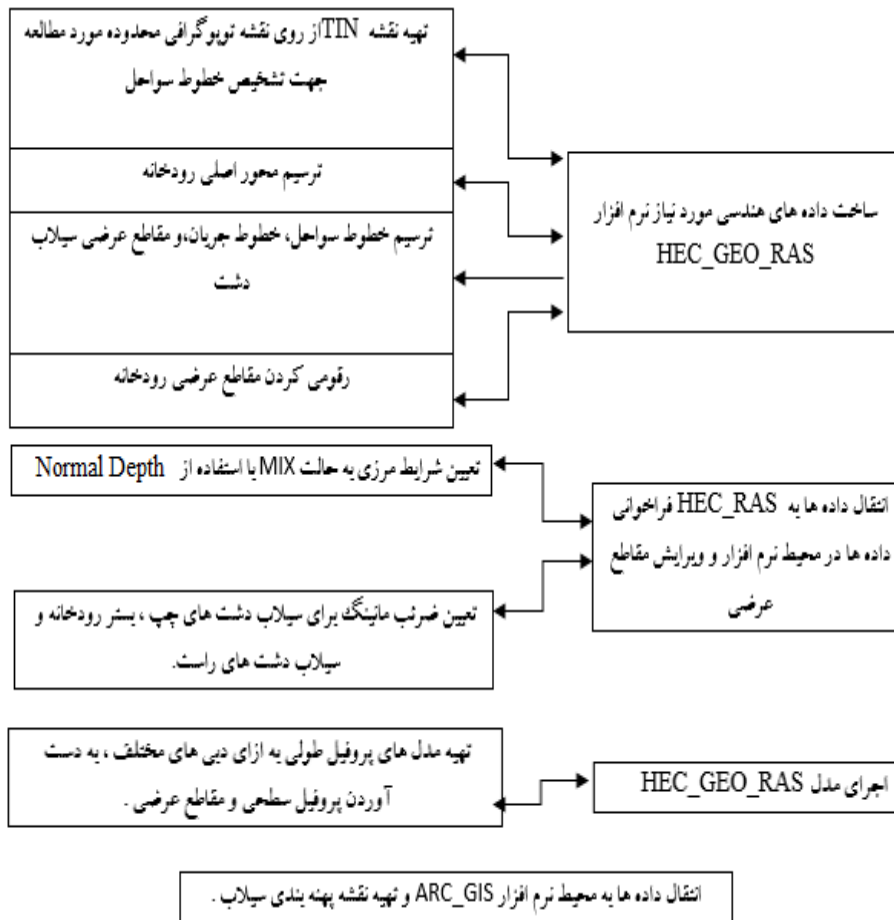 تهیه نقشه TINاز روی نقشه توپوگرافی محدوده مورد مطالعه
جهت تشخیص خطوط سواحل
ترسیم محور اصلی رودخانه
ترسیم خطوط سواحل، خطوط جریان،و مقاطع عرضی سیلاب
دشت
رقومی کردن مقاطع عرضی رودخانه
ساخت داده های هندسی مورد نیاز نرم افزار
HEC_GEO_RAS
تعیین شرایط مرزی به حالت MIX با استفاده از Normal Depth
تعیین ضرئب مانینگ برای سیلاب دشت های چپ ، بستر رودخانه و
سیلاب دشت های راست.
انتقال داده ها به HEC_RAS فراخوانی
داده ها در محیط نرم افزار و ویرایش مقاطع
عرضی
تهیه مدل های پروفیل طولی به ازای دبی های مختلف ، به دست
آوردن پروفیل سطحی و مقاطع عرضی .
اجرای مدل HEC_GEO_RAS
انتقال داده ها به محیط نرم افزار ARC_GIS و تهیه نقشه پهنه بندی سیلاب .